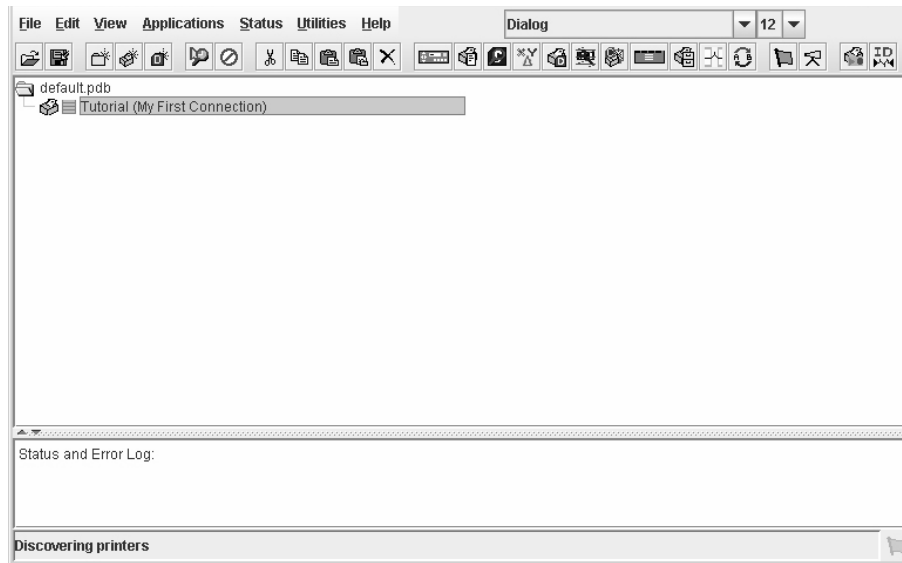 File Edit View Applications Status Utilities Help Dialog 12
ID
default.pdb
Tutorial (My First Connection)
Status and Error Log:
Discovering printers